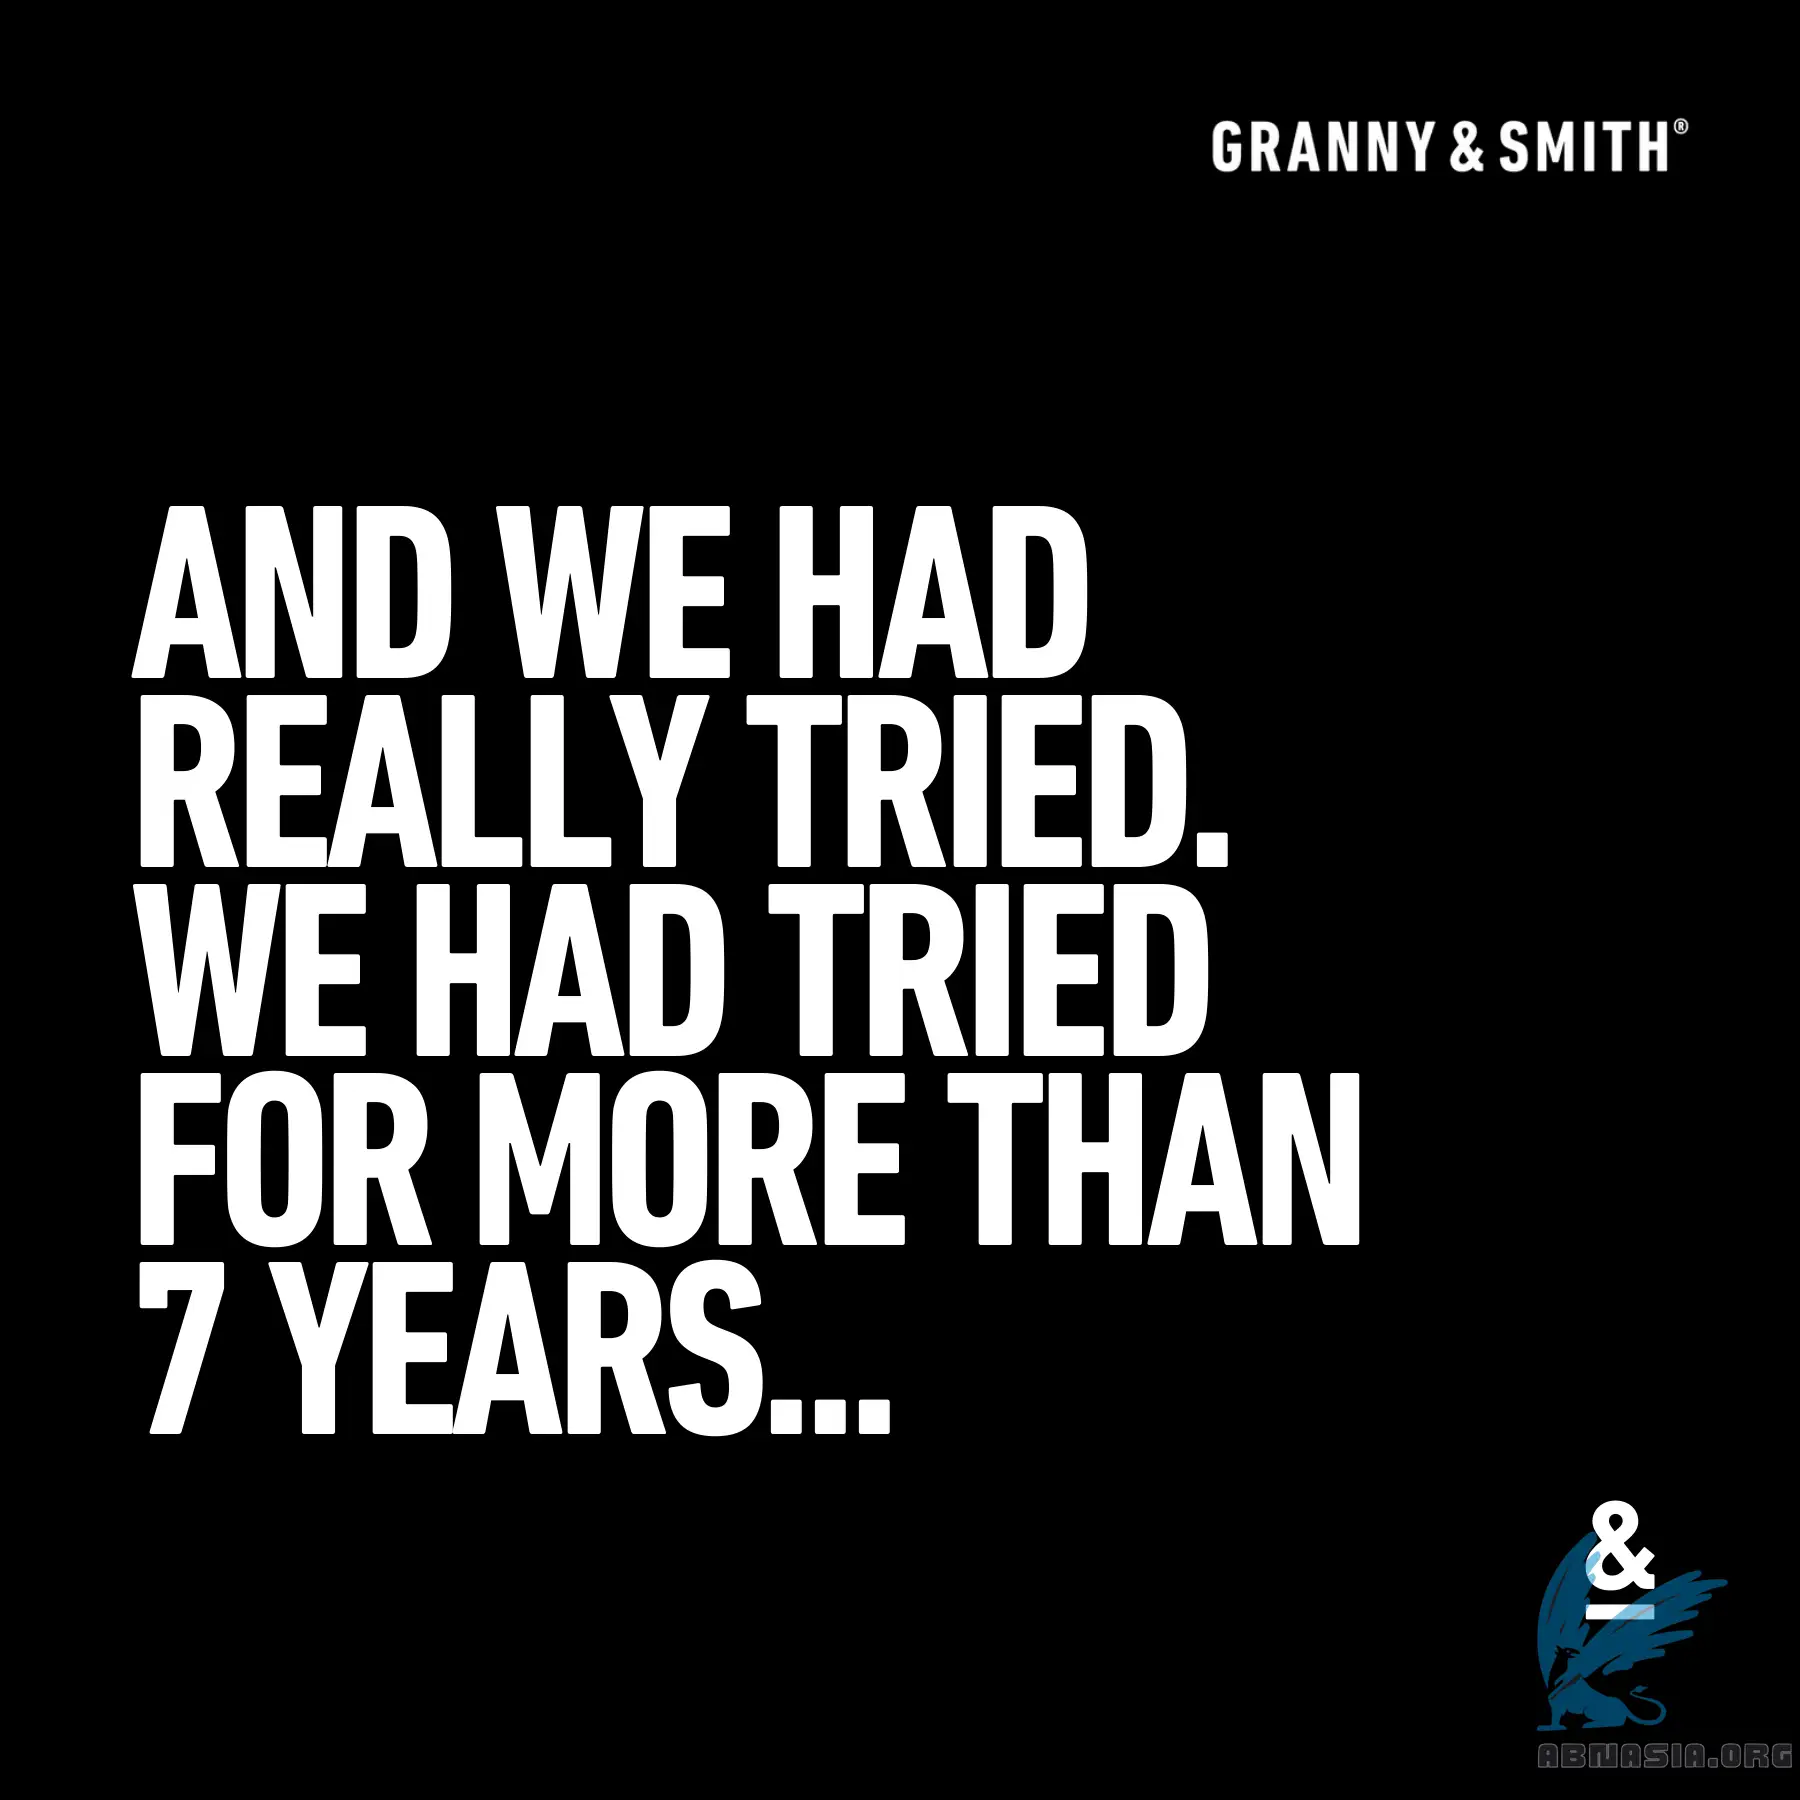 GRANNY & SMITH®
AND WE HAD
REALLY TRIED.
WE HAD TRIED
FOR MORE THAN
7 YEARS...
&
ABNASIA.ORG